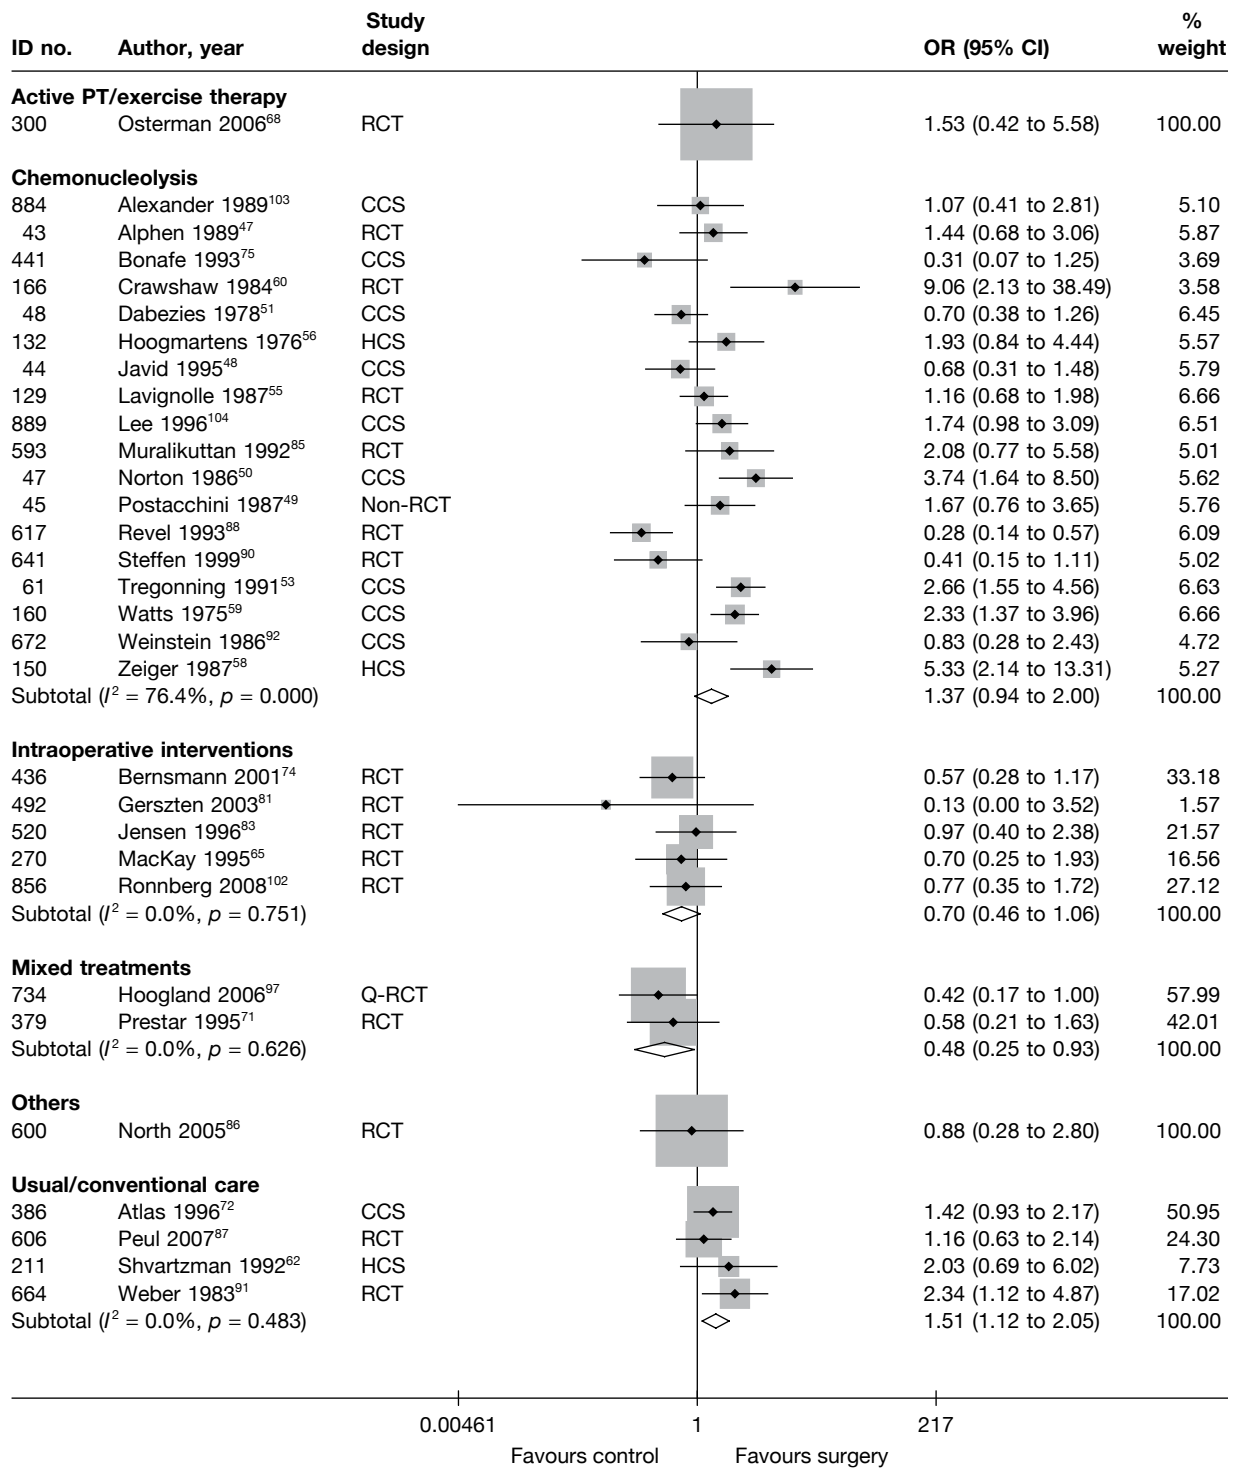 ID no. Author, year Study design OR (95% CI) % weight
Active PT/exercise therapy
300 Osterman 2006⁶⁸ RCT 1.53 (0.42 to 5.58) 100.00
Chemonucleolysis
884 Alexander 1989¹⁰³ CCS 1.07 (0.41 to 2.81) 5.10
43 Alphen 1989⁴⁷ RCT 1.44 (0.68 to 3.06) 5.87
441 Bonafe 1993⁷⁵ CCS 0.31 (0.07 to 1.25) 3.69
166 Crawshaw 1984⁶⁰ RCT 9.06 (2.13 to 38.49) 3.58
48 Dabezies 1978⁵¹ CCS 0.70 (0.38 to 1.26) 6.45
132 Hoogmartens 1976⁵⁶ HCS 1.93 (0.84 to 4.44) 5.57
44 Javid 1995⁴⁸ CCS 0.68 (0.31 to 1.48) 5.79
129 Lavignolle 1987⁵⁵ RCT 1.16 (0.68 to 1.98) 6.66
889 Lee 1996¹⁰⁴ CCS 1.74 (0.98 to 3.09) 6.51
593 Muralikuttan 1992⁸⁵ RCT 2.08 (0.77 to 5.58) 5.01
47 Norton 1986⁵⁰ CCS 3.74 (1.64 to 8.50) 5.62
45 Postacchini 1987⁴⁹ Non-RCT 1.67 (0.76 to 3.65) 5.76
617 Revel 1993⁸⁸ RCT 0.28 (0.14 to 0.57) 6.09
641 Steffen 1999⁹⁰ RCT 0.41 (0.15 to 1.11) 5.02
61 Tregonning 1991⁵³ CCS 2.66 (1.55 to 4.56) 6.63
160 Watts 1975⁵⁹ CCS 2.33 (1.37 to 3.96) 6.66
672 Weinstein 1986⁹² CCS 0.83 (0.28 to 2.43) 4.72
150 Zeiger 1987⁵⁸ HCS 5.33 (2.14 to 13.31) 5.27
Subtotal (I² = 76.4%, p = 0.000) 1.37 (0.94 to 2.00) 100.00
Intraoperative interventions
436 Bernsmann 2001⁷⁴ RCT 0.57 (0.28 to 1.17) 33.18
492 Gerszten 2003⁸¹ RCT 0.13 (0.00 to 3.52) 1.57
520 Jensen 1996⁸³ RCT 0.97 (0.40 to 2.38) 21.57
270 MacKay 1995⁶⁵ RCT 0.70 (0.25 to 1.93) 16.56
856 Ronnberg 2008¹⁰² RCT 0.77 (0.35 to 1.72) 27.12
Subtotal (I² = 0.0%, p = 0.751) 0.70 (0.46 to 1.06) 100.00
Mixed treatments
734 Hoogland 2006⁹⁷ Q-RCT 0.42 (0.17 to 1.00) 57.99
379 Prestar 1995⁷¹ RCT 0.58 (0.21 to 1.63) 42.01
Subtotal (I² = 0.0%, p = 0.626) 0.48 (0.25 to 0.93) 100.00
Others
600 North 2005⁸⁶ RCT 0.88 (0.28 to 2.80) 100.00
Usual/conventional care
386 Atlas 1996⁷² CCS 1.42 (0.93 to 2.17) 50.95
606 Peul 2007⁸⁷ RCT 1.16 (0.63 to 2.14) 24.30
211 Shvartzman 1992⁶² HCS 2.03 (0.69 to 6.02) 7.73
664 Weber 1983⁹¹ RCT 2.34 (1.12 to 4.87) 17.02
Subtotal (I² = 0.0%, p = 0.483) 1.51 (1.12 to 2.05) 100.00
0.00461 1 217
Favours control Favours surgery